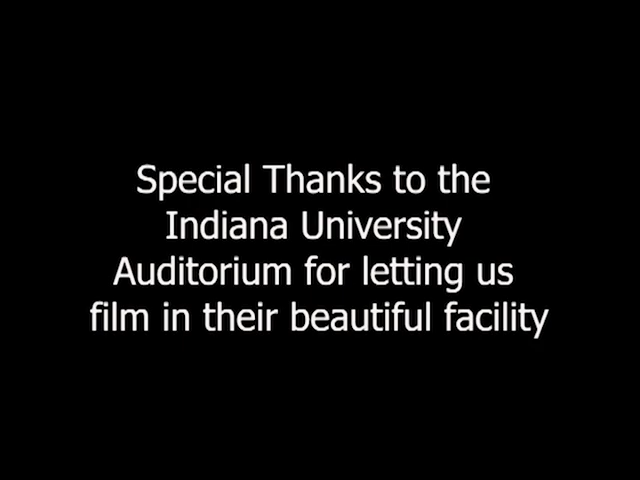 Special Thanks to the
Indiana University
Auditorium for letting us
film in their beautiful facility